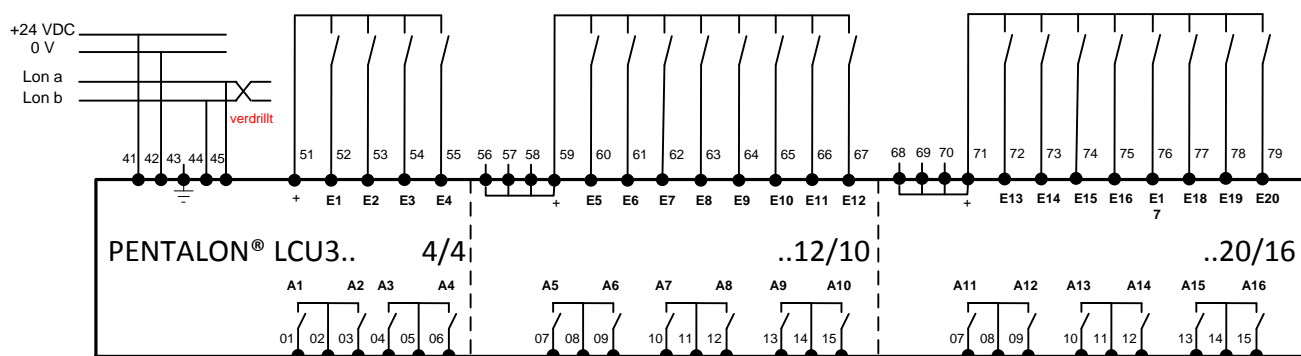 +24 VDC
0 V
Lon a
Lon b
verdrillt
41 42 43 44 45 51 52 53 54 55 56 57 58 59 60 61 62 63 64 65 66 67 68 69 70 71 72 73 74 75 76 77 78 79
+ E1 E2 E3 E4 + E5 E6 E7 E8 E9 E10 E11 E12 + E13 E14 E15 E16 E1 E18 E19 E20
7
PENTALON® LCU3.. 4/4 ..12/10 ..20/16
A1 A2 A3 A4 A5 A6 A7 A8 A9 A10 A11 A12 A13 A14 A15 A16
01 02 03 04 05 06 07 08 09 10 11 12 13 14 15 07 08 09 10 11 12 13 14 15